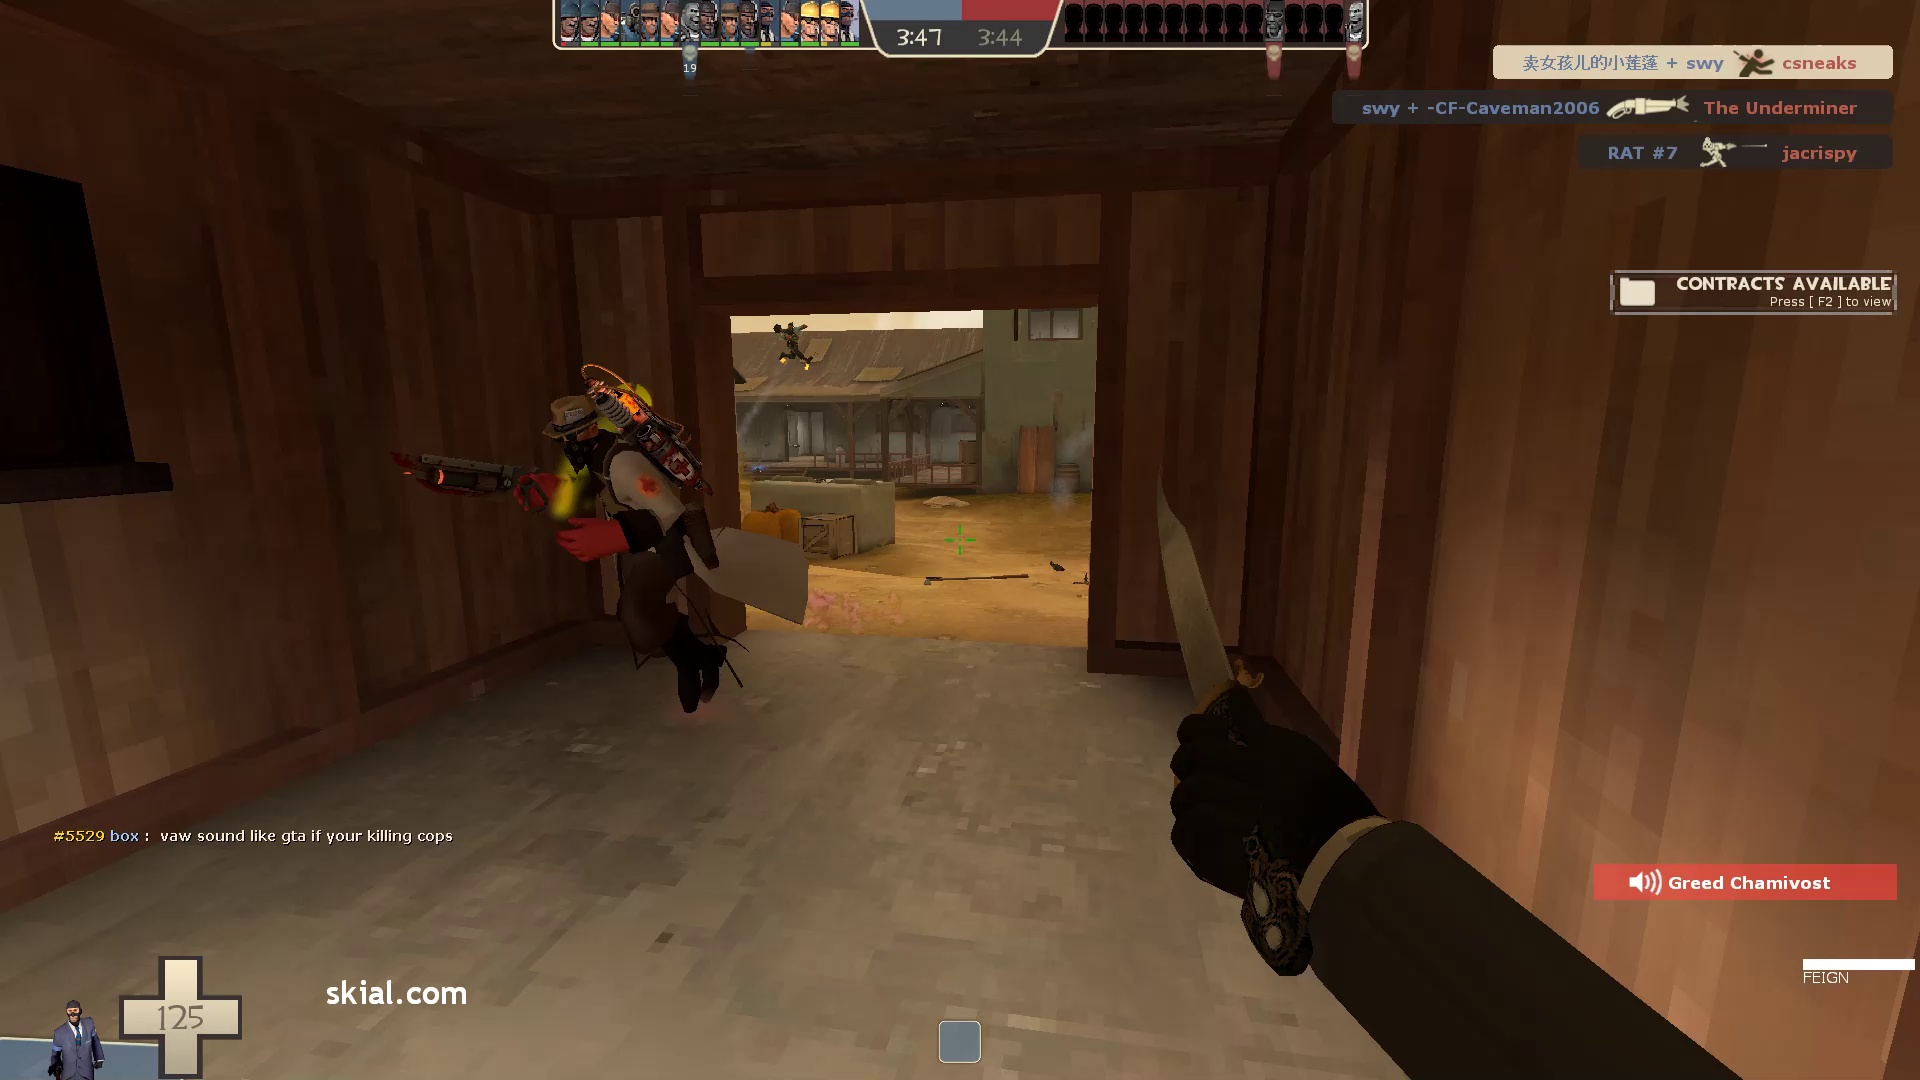 3:47 3:44
19
卖女孩儿的小莲蓬 + swy csneaks
swy + -CF-Caveman2006 The Underminer
RAT #7 jacrispy
CONTRACTS AVAILABLE
Press [ F2 ] to view
#5529 box : vaw sound like gta if your killing cops
Greed Chamivost
FEIGN
skial.com
125